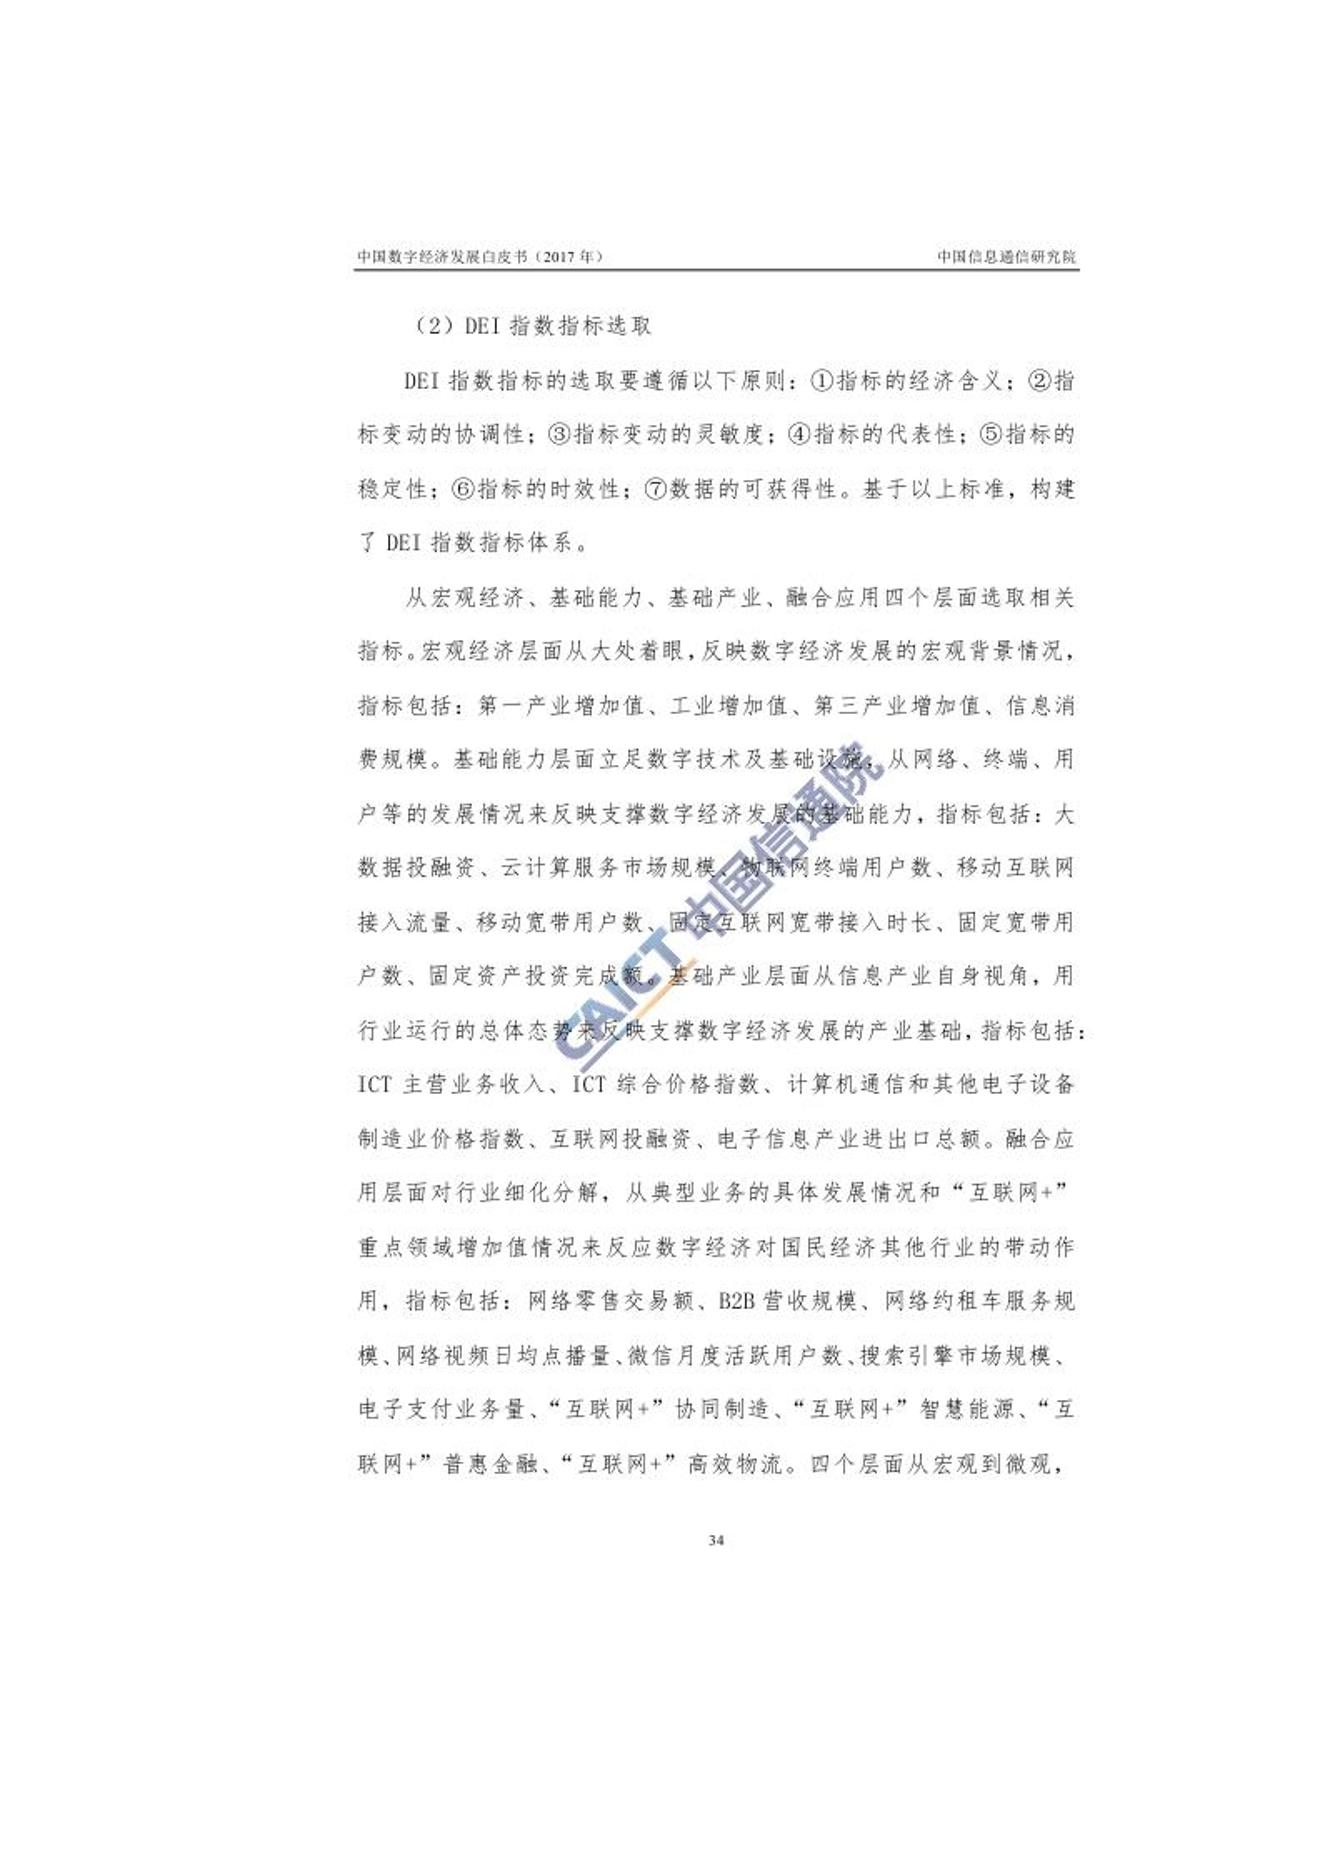 中国数字经济发展白皮书（2017 年）
中国信息通信研究院
（2）DEI 指数指标选取
DEI 指数指标的选取要遵循以下原则：①指标的经济含义；②指
标变动的协调性；③指标变动的灵敏度；④指标的代表性；⑤指标的
稳定性；⑥指标的时效性；⑦数据的可获得性。基于以上标准，构建
了 DEI 指数指标体系。
从宏观经济、基础能力、基础产业、融合应用四个层面选取相关
指标。宏观经济层面从大处着眼，反映数字经济发展的宏观背景情况，
指标包括：第一产业增加值、工业增加值、第三产业增加值、信息消
费规模。基础能力层面立足数字技术及基础设施，从网络、终端、用
户等的发展情况来反映支撑数字经济发展的基础能力，指标包括：大
数据投融资、云计算服务市场规模、物联网终端用户数、移动互联网
接入流量、移动宽带用户数、固定互联网宽带接入时长、固定宽带用
户数、固定资产投资完成额。基础产业层面从信息产业自身视角，用
行业运行的总体态势来反映支撑数字经济发展的产业基础，指标包括：
ICT 主营业务收入、ICT 综合价格指数、计算机通信和其他电子设备
制造业价格指数、互联网投融资、电子信息产业进出口总额。融合应
用层面对行业细化分解，从典型业务的具体发展情况和“互联网+”
重点领域增加值情况来反应数字经济对国民经济其他行业的带动作
用，指标包括：网络零售交易额、B2B 营收规模、网络约租车服务规
模、网络视频日均点播量、微信月度活跃用户数、搜索引擎市场规模、
电子支付业务量、“互联网+”协同制造、“互联网+”智慧能源、“互
联网+”普惠金融、“互联网+”高效物流。四个层面从宏观到微观，
CAICT 中国信通院
34